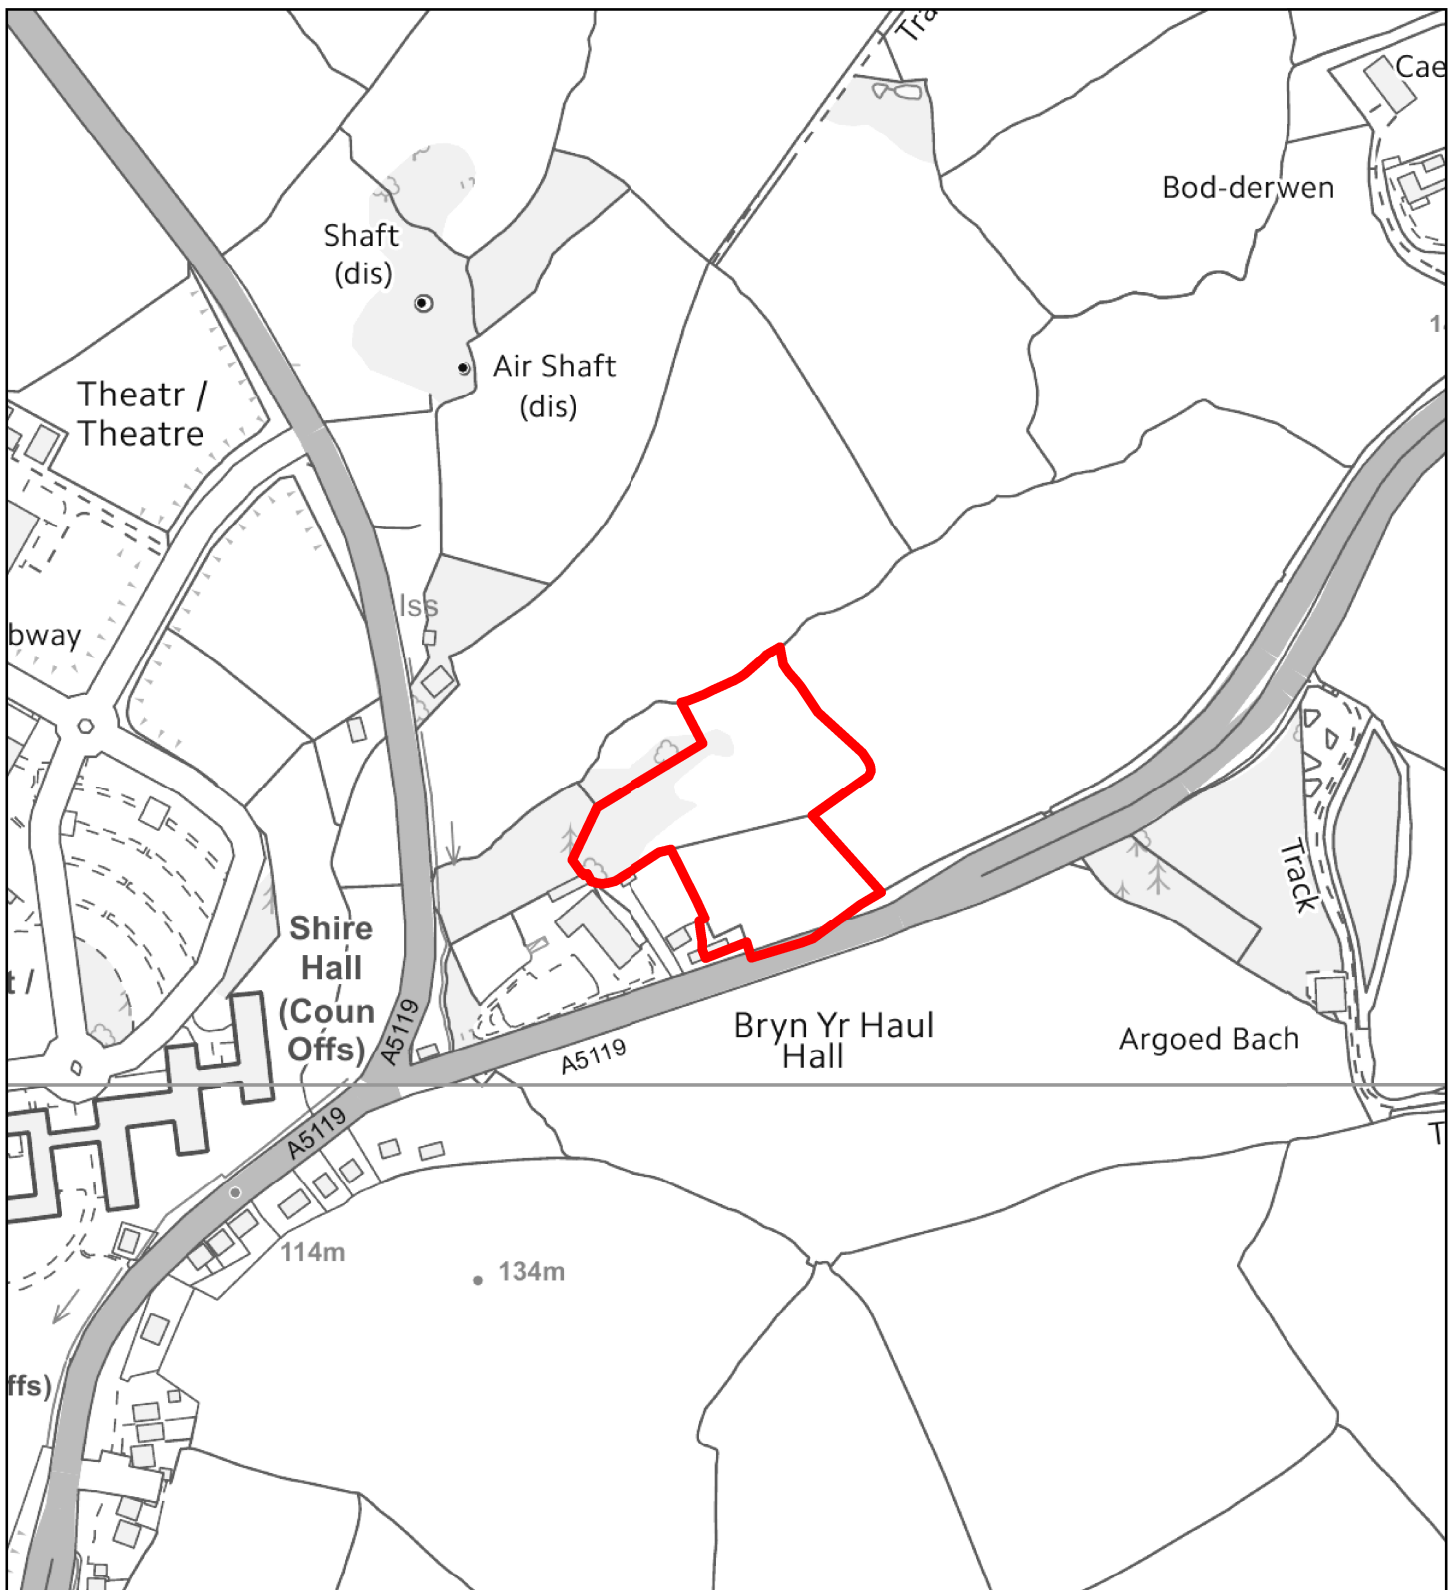 Tra
Cae
Bod-derwen
Shaft
(dis)
Air Shaft
(dis)
Theatr /
Theatre
Iss
bway
Track
Shire
Hall
(Coun
Offs)
t /
A5119
Bryn Yr Haul
Hall
A5119
Argoed Bach
A5119
T
114m
134m
ffs)